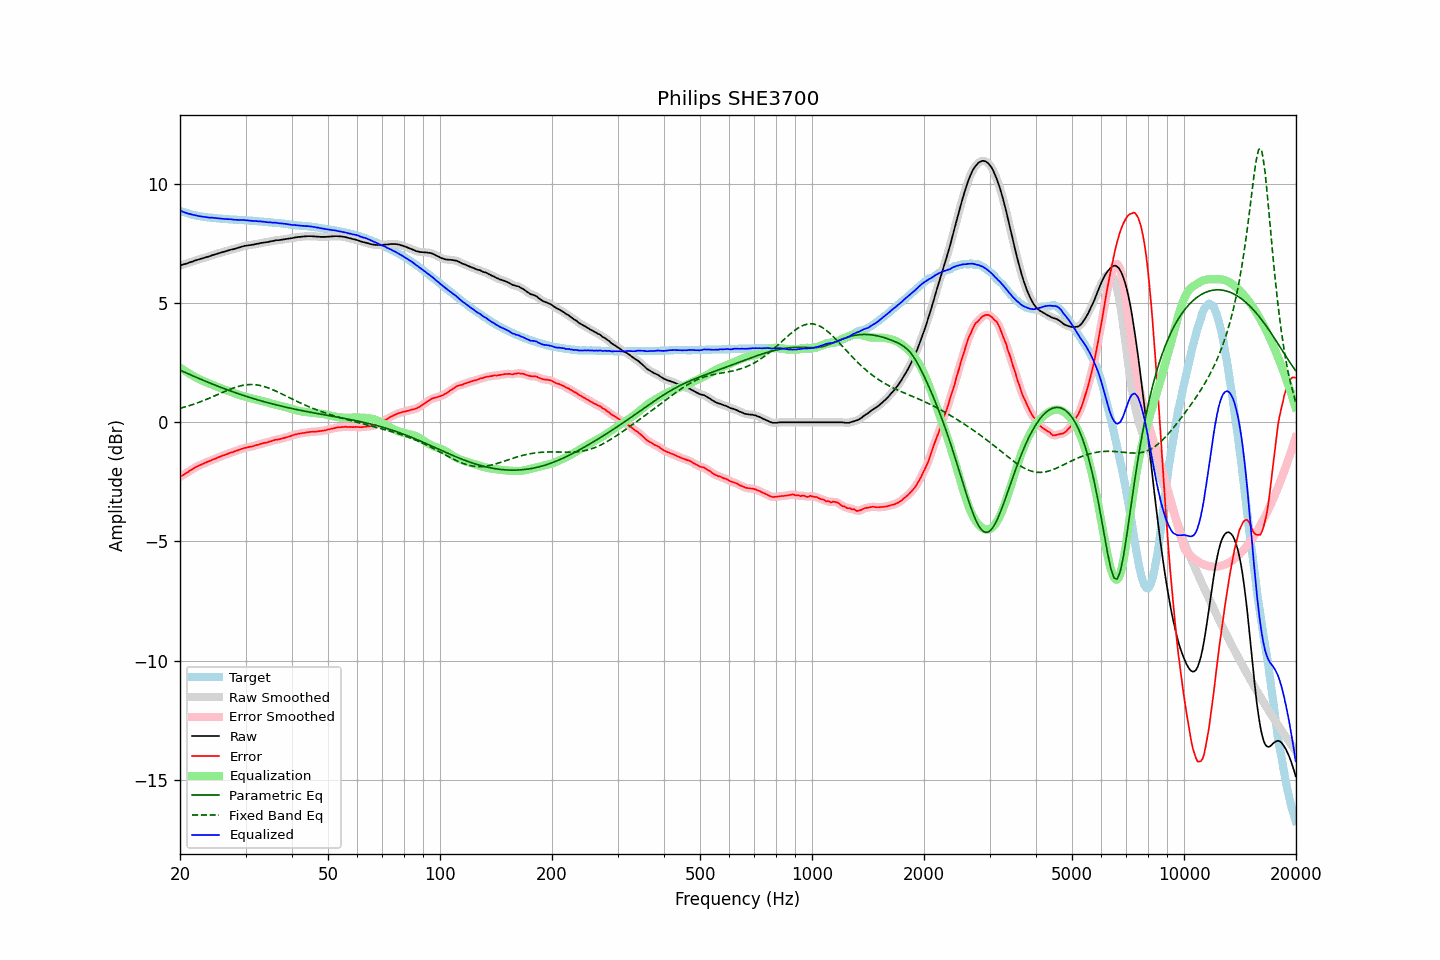 Philips SHE3700
Amplitude (dBr)
10
5
0
−5
−10
−15
Target
Raw Smoothed
Error Smoothed
Raw
Error
Equalization
Parametric Eq
Fixed Band Eq
Equalized
20 50 100 200 500 1000 2000 5000 10000 20000
Frequency (Hz)